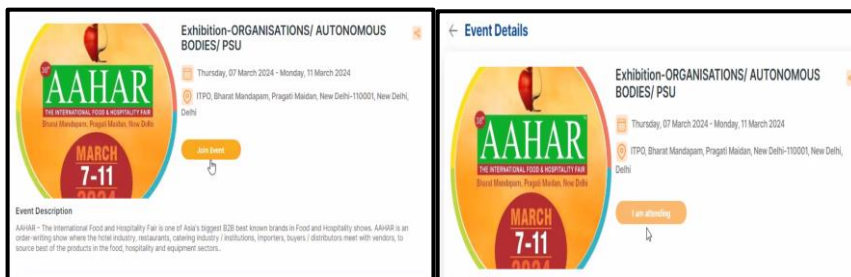 Exhibition-ORGANISATIONS/ AUTONOMOUS
BODIES/ PSU
Thursday, 07 March 2024 - Monday, 11 March 2024
ITPO, Bharat Mandapam, Pragati Maidan, New Delhi-110001, New Delhi,
Delhi
Join Event
AAHAR
THE INTERNATIONAL FOOD & HOSPITALITY FAIR
Bharat Mandapam, Pragati Maidan, New Delhi
MARCH
7-11
2024
Event Description
AAHAR - The International Food and Hospitality Fair is one of Asia's biggest B2B best known brands in Food and Hospitality shows. AAHAR is an
order-writing show where the hotel industry, restaurants, catering industry / institutions, importers, buyers / distributors meet with vendors, to
source best of the products in the food, hospitality and equipment sectors..
Event Details
Exhibition-ORGANISATIONS/ AUTONOMOUS
BODIES/ PSU
Thursday, 07 March 2024 - Monday, 11 March 2024
ITPO, Bharat Mandapam, Pragati Maidan, New Delhi-110001, New Delhi,
Delhi
I am attending
AAHAR
THE INTERNATIONAL FOOD & HOSPITALITY FAIR
Bharat Mandapam, Pragati Maidan, New Delhi
MARCH
7-11
2024